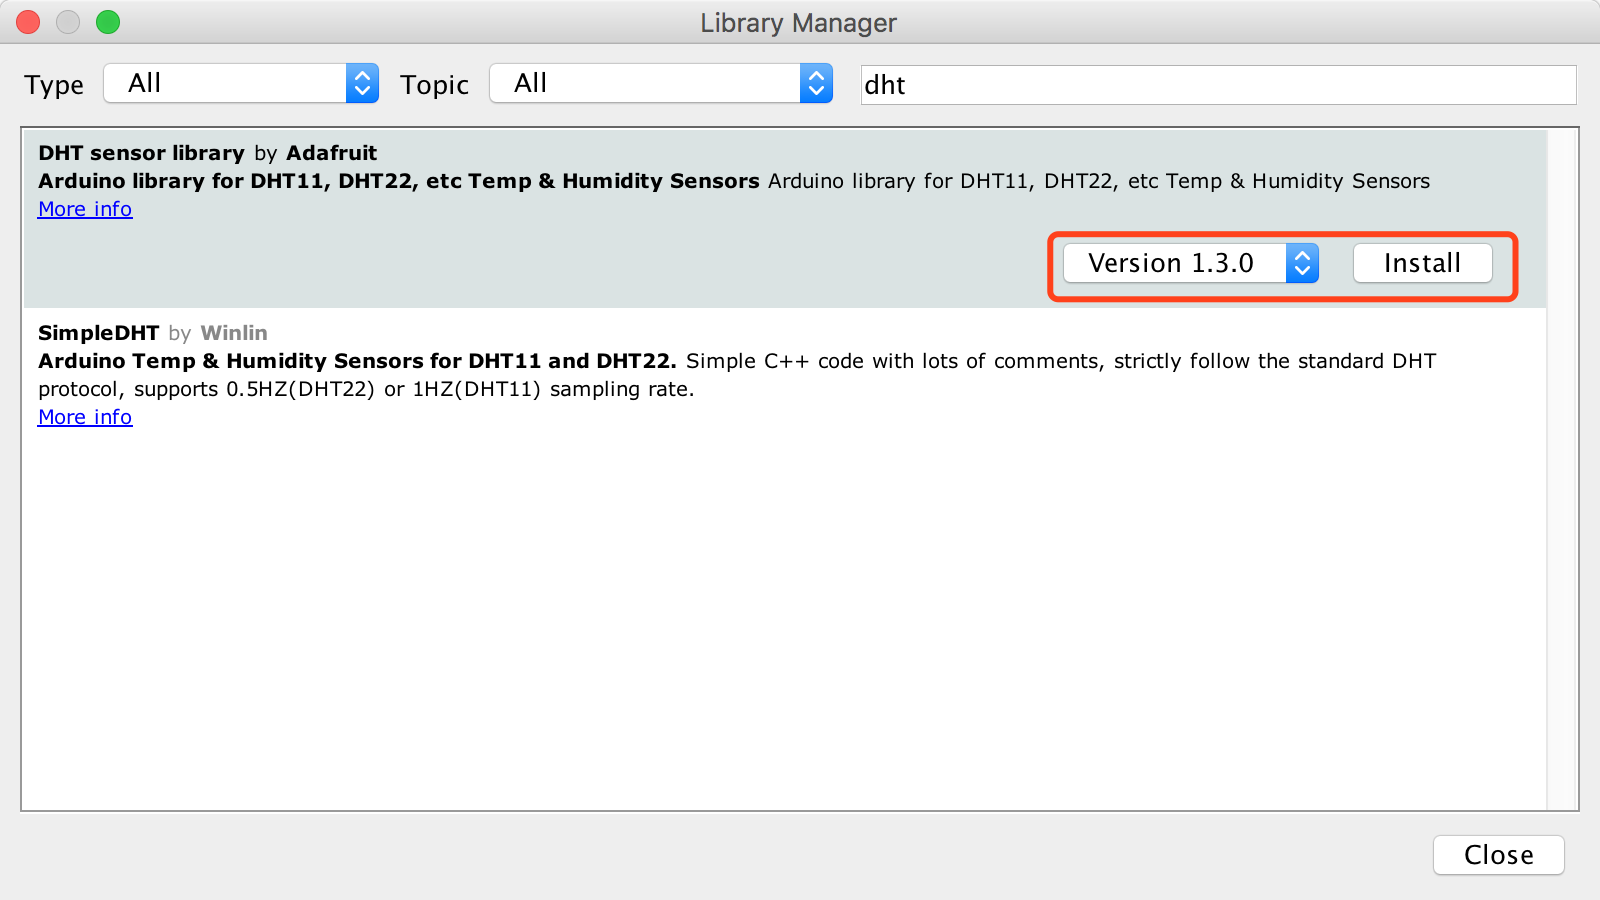 Library Manager
Type All Topic All dht
DHT sensor library by Adafruit
Arduino library for DHT11, DHT22, etc Temp & Humidity Sensors Arduino library for DHT11, DHT22, etc Temp & Humidity Sensors
More info
Version 1.3.0 Install
SimpleDHT by Winlin
Arduino Temp & Humidity Sensors for DHT11 and DHT22. Simple C++ code with lots of comments, strictly follow the standard DHT
protocol, supports 0.5HZ(DHT22) or 1HZ(DHT11) sampling rate.
More info
Close